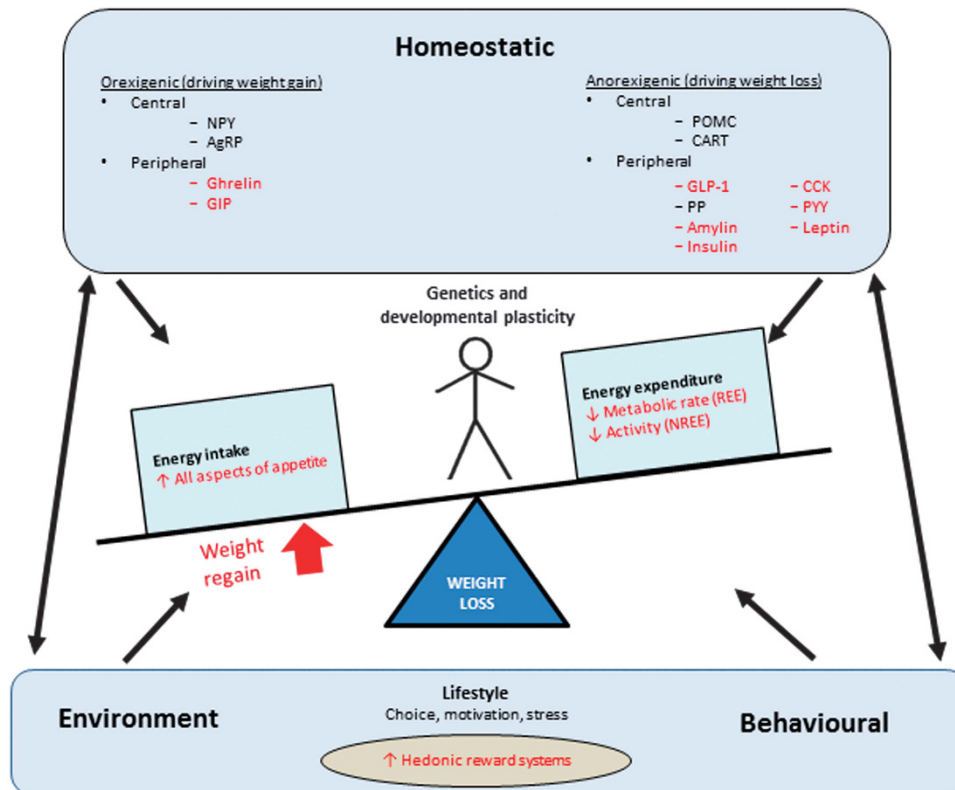 Homeostatic
Orexigenic (driving weight gain)
• Central
– NPY
– AgRP
• Peripheral
– Ghrelin
– GIP
Anorexigenic (driving weight loss)
• Central
– POMC
– CART
• Peripheral
– GLP-1
– PP
– Amylin
– Insulin
– CCK
– PYY
– Leptin
Genetics and
developmental plasticity
Energy intake
↑ All aspects of appetite
Energy expenditure
↓ Metabolic rate (REE)
↓ Activity (NREE)
Weight
regain
WEIGHT
LOSS
Environment
Lifestyle
Choice, motivation, stress
↑ Hedonic reward systems
Behavioural